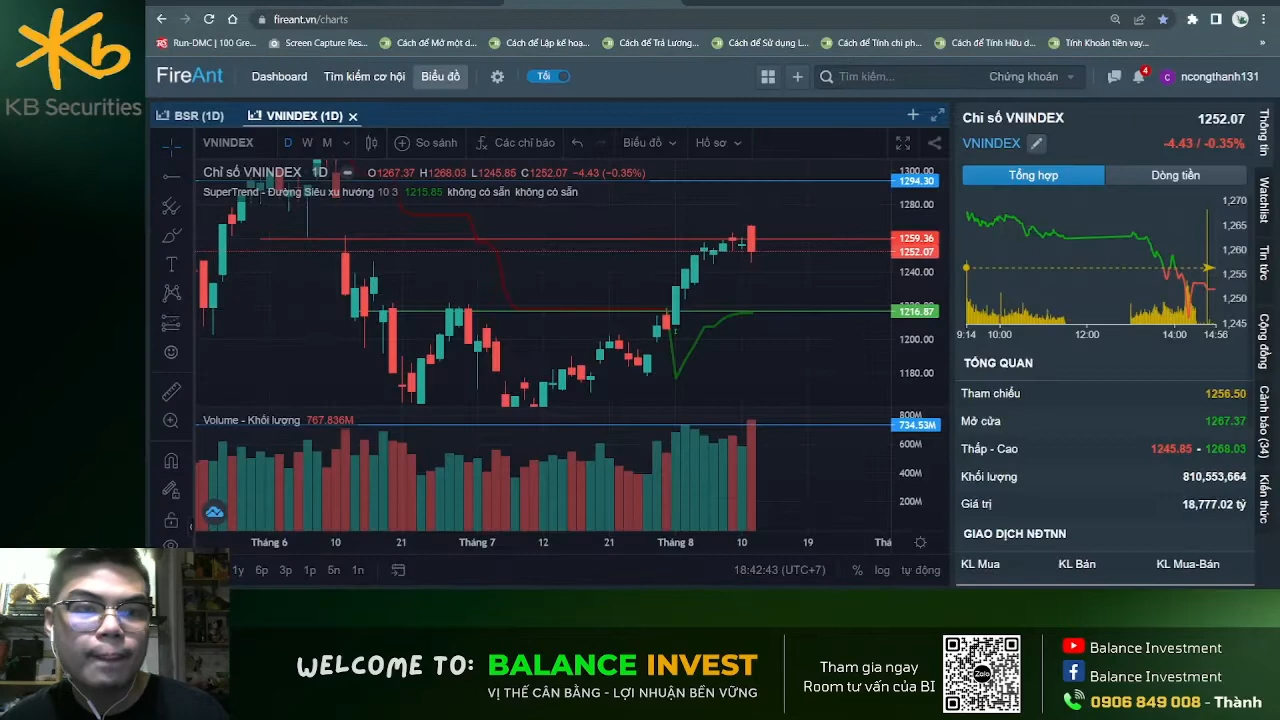 Kb
KB Securities
fireant.vn/charts
Run-DMC | 100 Gre...
Screen Capture Res...
Cách để Mở một d...
Cách để Lập kế hoạ...
Cách để Trả Lương...
Cách để Sử dụng L...
Cách để Tính chi ph...
Cách để Tính Hữu d...
Tính Khoản tiền vay...
»
FireAnt
Dashboard
Tìm kiếm cơ hội
Biểu đồ
Tối
Tìm kiếm...
Chứng khoán
4
c
ncongthanh131
BSR (1D)
VNINDEX (1D)
VNINDEX
D
W
M
So sánh
Các chỉ báo
Biểu đồ
Hồ sơ
Chỉ số VNINDEX 1D O1267.37 H1268.03 L1245.85 C1252.07 −4.43 (−0.35%)
SuperTrend - Đường Siêu xu hướng 10 3 1215.85 không có sẵn không có sẵn
1300.00
1294.30
1280.00
1259.36
1252.07
1240.00
1216.87
1200.00
1180.00
Volume - Khối lượng 767.836M
800M
734.53M
600M
400M
200M
Tháng 6
10
21
Tháng 7
12
21
Tháng 8
10
19
Thá
1y
6p
3p
1p
5n
1n
18:42:43 (UTC+7)
%
log
tự động
Chỉ số VNINDEX
1252.07
VNINDEX
-4.43 / -0.35%
Tổng hợp
Dòng tiền
1,270
1,265
1,260
1,255
1,250
1,245
9:14
10:00
12:00
14:00
14:56
TỔNG QUAN
Tham chiếu
1256.50
Mở cửa
1267.37
Thấp - Cao
1245.85 - 1268.03
Khối lượng
810,553,664
Giá trị
18,777.02 tỷ
GIAO DỊCH NĐTNN
KL Mua
KL Bán
KL Mua-Bán
Thông tin
Watchlist
Tin tức
Cộng đồng
Cảnh báo (34)
Kiến thức
WELCOME TO: BALANCE INVEST
VỊ THẾ CÂN BẰNG - LỢI NHUẬN BỀN VỮNG
Tham gia ngay
Room tư vấn của BI
Zalo
Balance Investment
Balance Investment
0906 849 008 - Thành